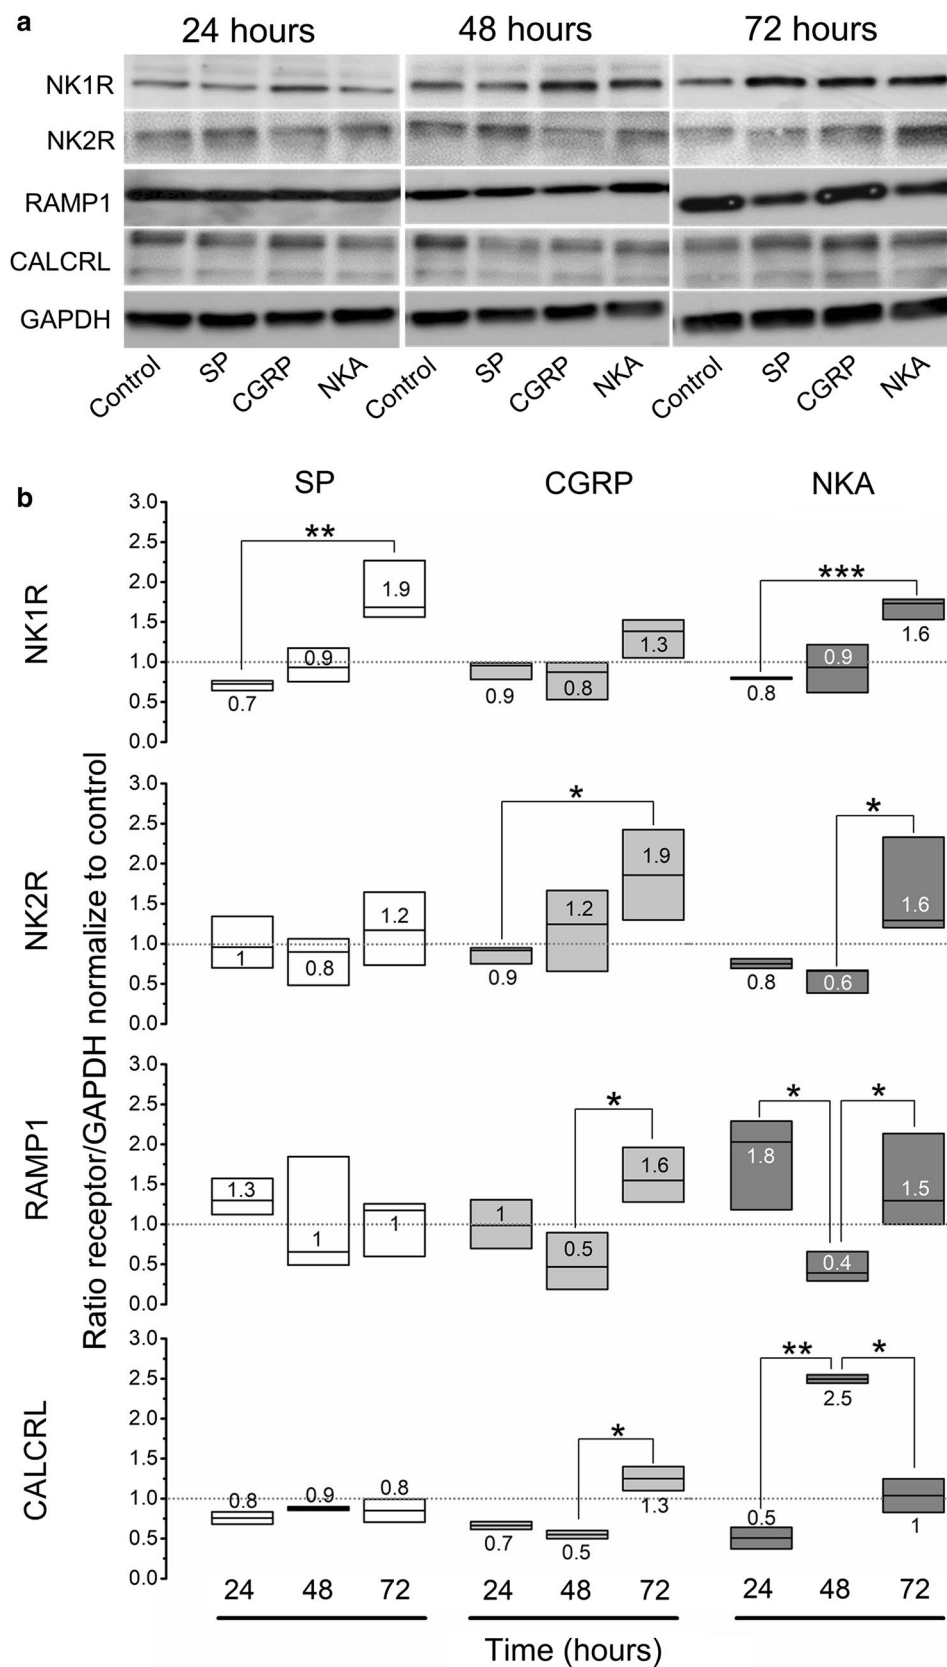 a
24 hours 48 hours 72 hours
NK1R
NK2R
RAMP1
CALCRL
GAPDH
Control SP CGRP NKA Control SP CGRP NKA Control SP CGRP NKA
b
SP CGRP NKA
Ratio receptor/GAPDH normalize to control
NK1R
3.0
2.5
2.0
1.5
1.0
0.5
0.0
**
0.7 0.9 1.9
0.9 0.8 1.3
***
0.8 0.9 1.6
NK2R
3.0
2.5
2.0
1.5
1.0
0.5
0.0
1 0.8 1.2
*
0.9 1.2 1.9
*
0.8 0.6 1.6
RAMP1
3.0
2.5
2.0
1.5
1.0
0.5
0.0
1.3 1 1
*
1 0.5 1.6
* *
1.8 0.4 1.5
CALCRL
3.0
2.5
2.0
1.5
1.0
0.5
0.0
0.8 0.9 0.8
*
0.7 0.5 1.3
** *
0.5 2.5 1
24 48 72 24 48 72 24 48 72
Time (hours)